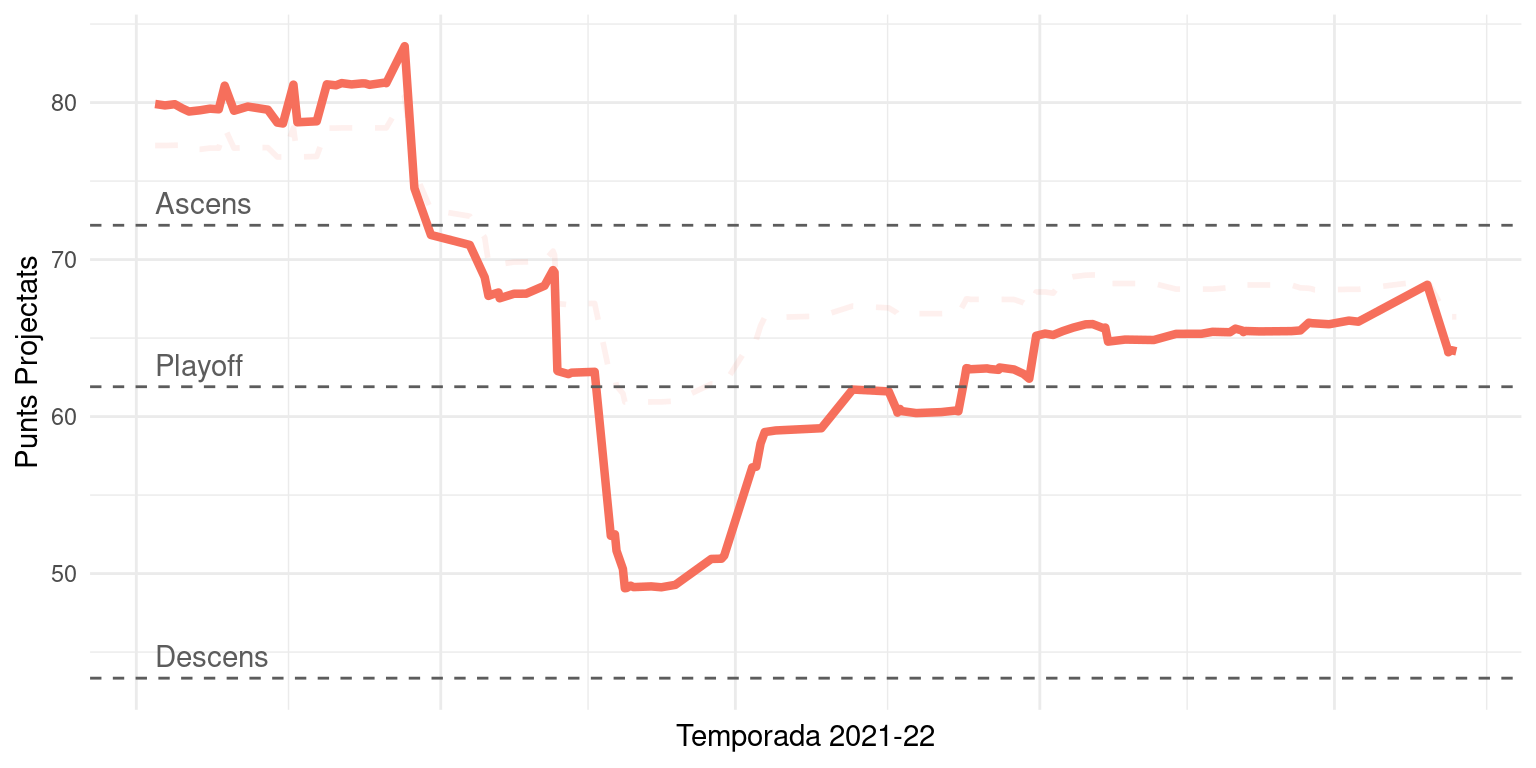 80
70
60
50
Punts Projectats
Ascens
Playoff
Descens
Temporada 2021-22